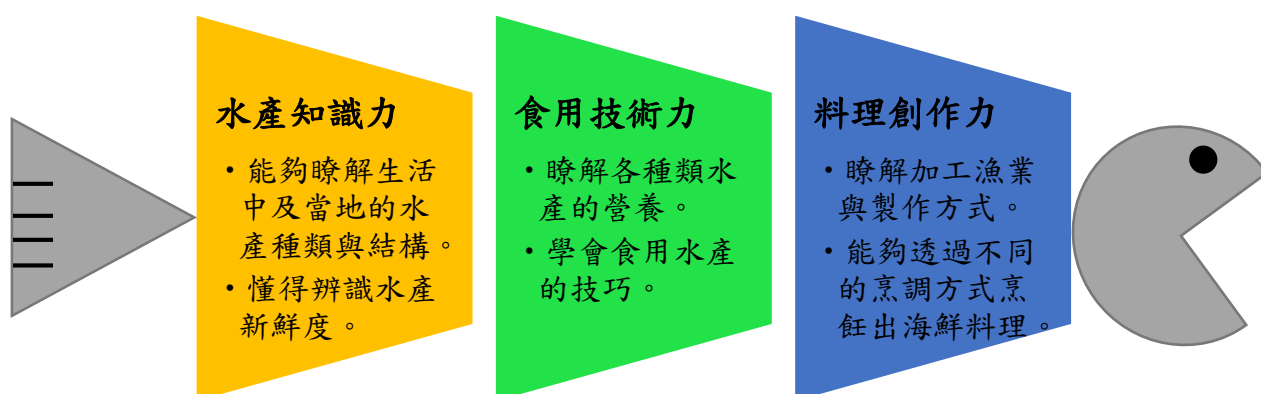 水產知識力
・能夠瞭解生活
中及當地的水
產種類與結構。
・懂得辨識水產
新鮮度。
食用技術力
・瞭解各種類水
產的營養。
・學會食用水產
的技巧。
料理創作力
・瞭解加工漁業
與製作方式。
・能夠透過不同
的烹調方式烹
飪出海鮮料理。